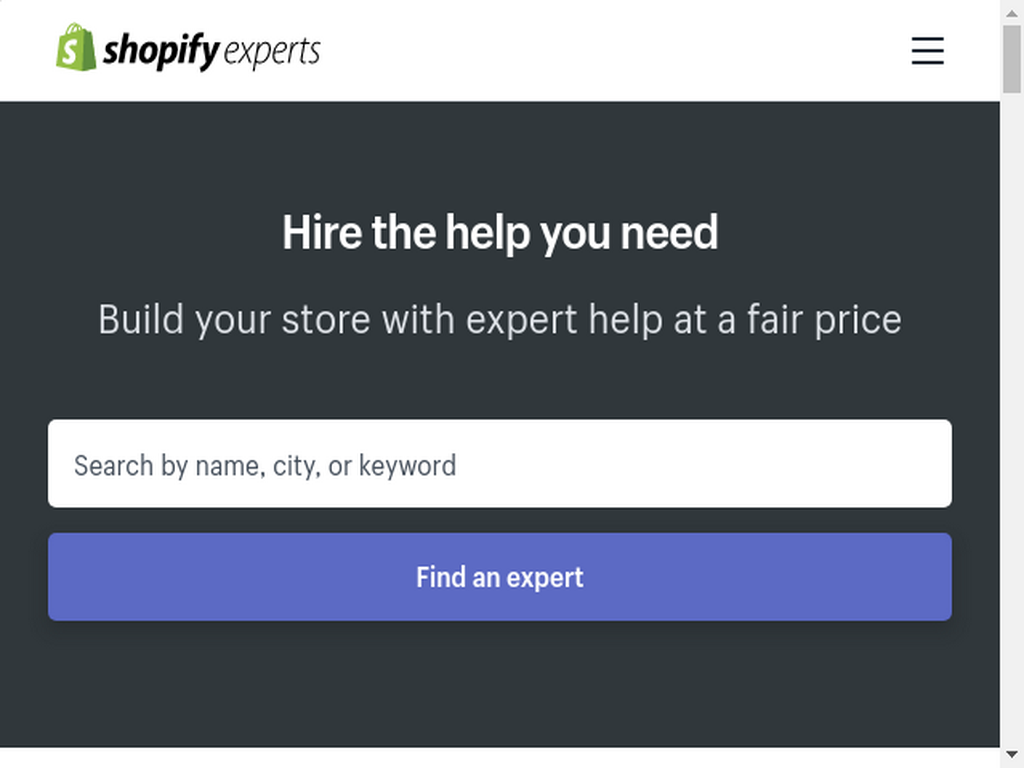 shopify experts
Hire the help you need
Build your store with expert help at a fair price
Search by name, city, or keyword
Find an expert